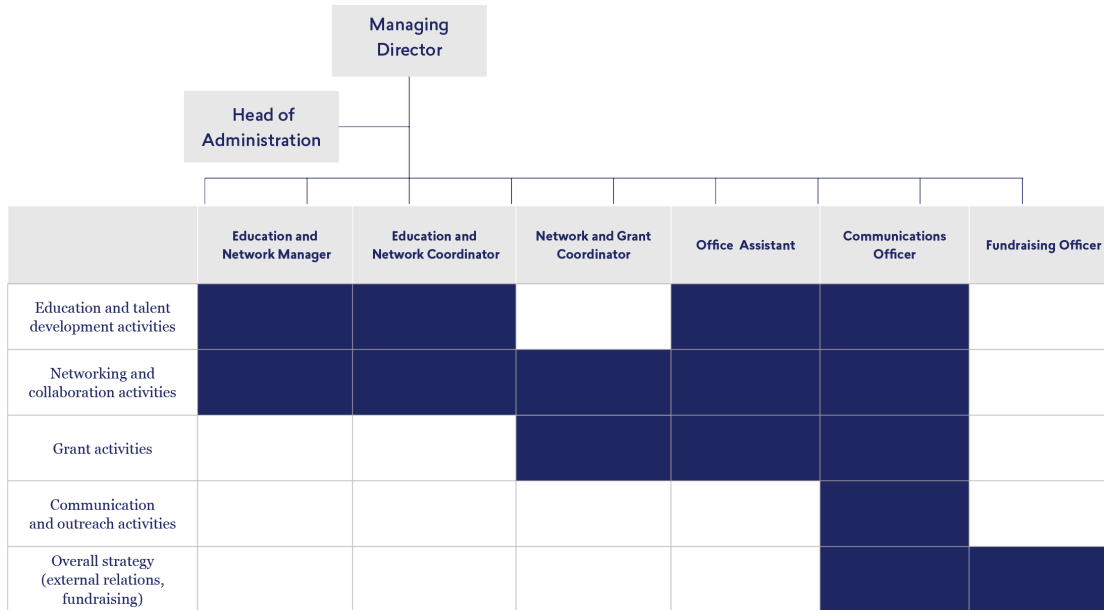 Managing
Director
Head of
Administration
Education and
Network Manager
Education and
Network Coordinator
Network and Grant
Coordinator
Office Assistant
Communications
Officer
Fundraising Officer
Education and talent
development activities
Networking and
collaboration activities
Grant activities
Communication
and outreach activities
Overall strategy
(external relations,
fundraising)